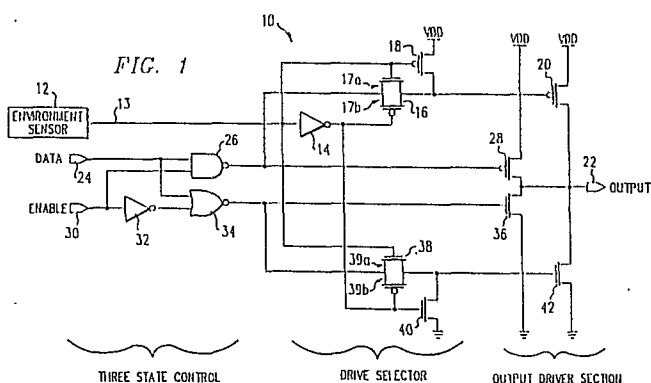 10
FIG. 1
12
ENVIRONMENT
SENSOR
13
14
17a
17b
16
18
VDD
VDD
VDD
20
DATA
24
26
28
22
OUTPUT
ENABLE
30
32
34
36
38
39a
39b
40
42
THREE STATE CONTROL
DRIVE SELECTOR
OUTPUT DRIVER SECTION